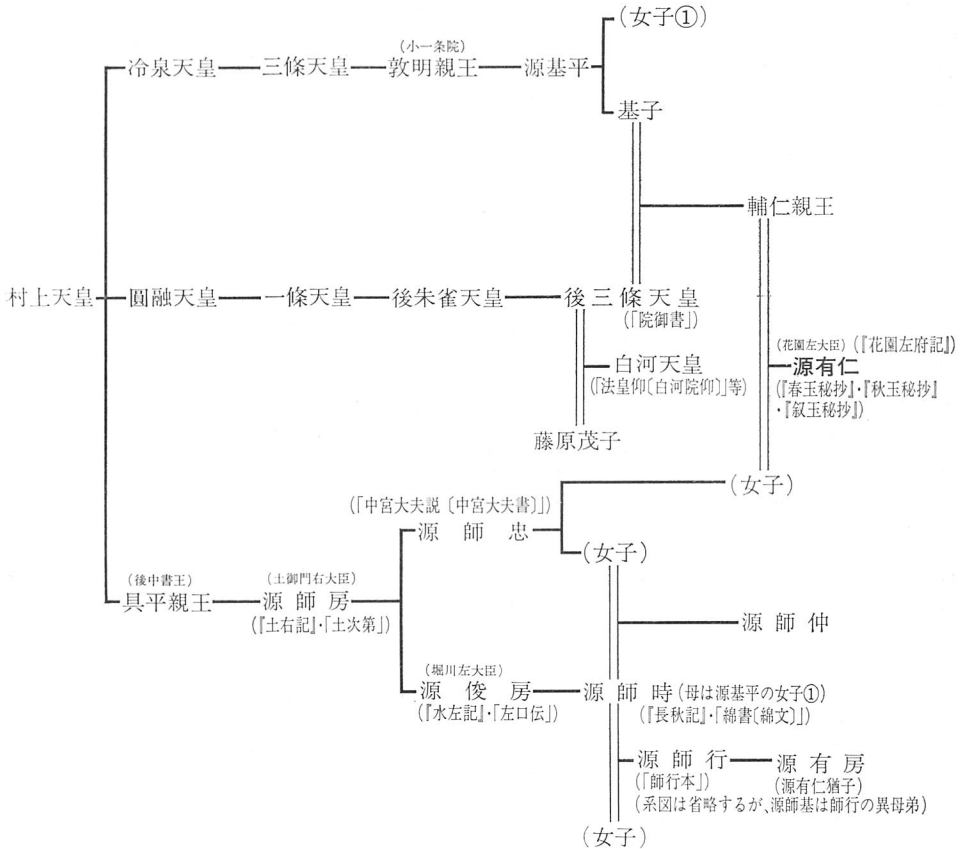 (女子①)
(小一条院)
冷泉天皇 三條天皇 敦明親王 源基平
基子
輔仁親王
村上天皇 圓融天皇 一條天皇 後朱雀天皇 後三條天皇
(「院御書」)
(花園左大臣) (『花園左府記』)
白河天皇 源有仁
(「法皇仰〔白河院仰〕」等) (『春玉秘抄』・『秋玉秘抄』
・『叙玉秘抄』)
藤原茂子
(女子)
(「中宮大夫説〔中宮大夫書〕」)
源師忠
(女子)
(後中書王) (土御門右大臣)
具平親王 源師房
(『土右記』・「土次第」)
源師仲
(堀川左大臣)
源俊房 源師時(母は源基平の女子①)
(『水左記』・「左口伝」) (『長秋記』・「綿書〔綿文〕」)
源師行 源有房
(「師行本」) (源有仁猶子)
(系図は省略するが、源師基は師行の異母弟)
(女子)